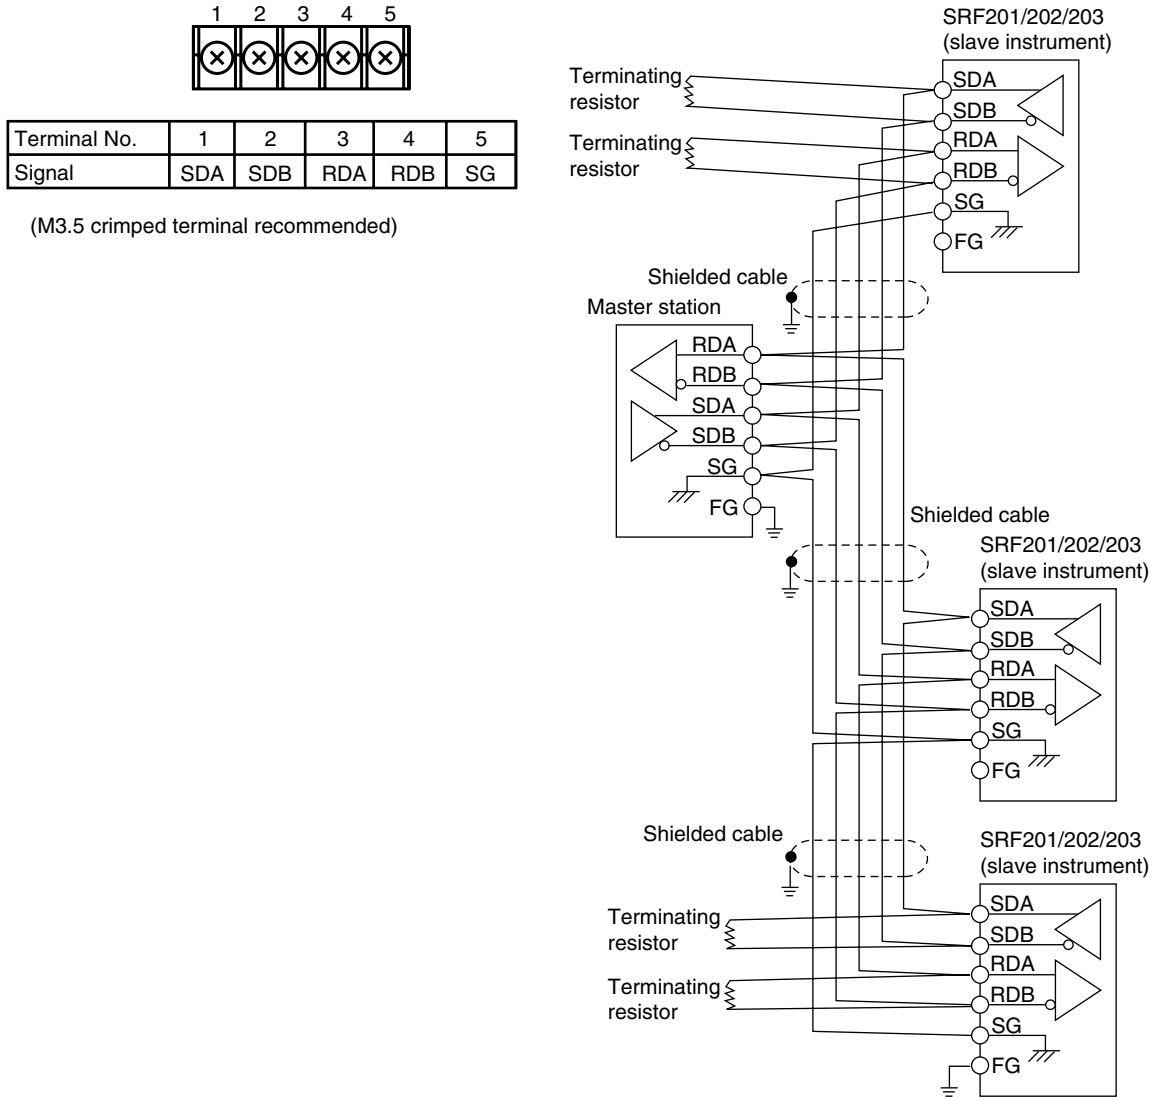 1 2 3 4 5
Terminal No. 1 2 3 4 5
Signal SDA SDB RDA RDB SG
(M3.5 crimped terminal recommended)
SRF201/202/203
(slave instrument)
Terminating
resistor
Terminating
resistor
SDA
SDB
RDA
RDB
SG
FG
Shielded cable
Master station
RDA
RDB
SDA
SDB
SG
FG
Shielded cable
SRF201/202/203
(slave instrument)
SDA
SDB
RDA
RDB
SG
FG
Shielded cable
SRF201/202/203
(slave instrument)
Terminating
resistor
Terminating
resistor
SDA
SDB
RDA
RDB
SG
FG